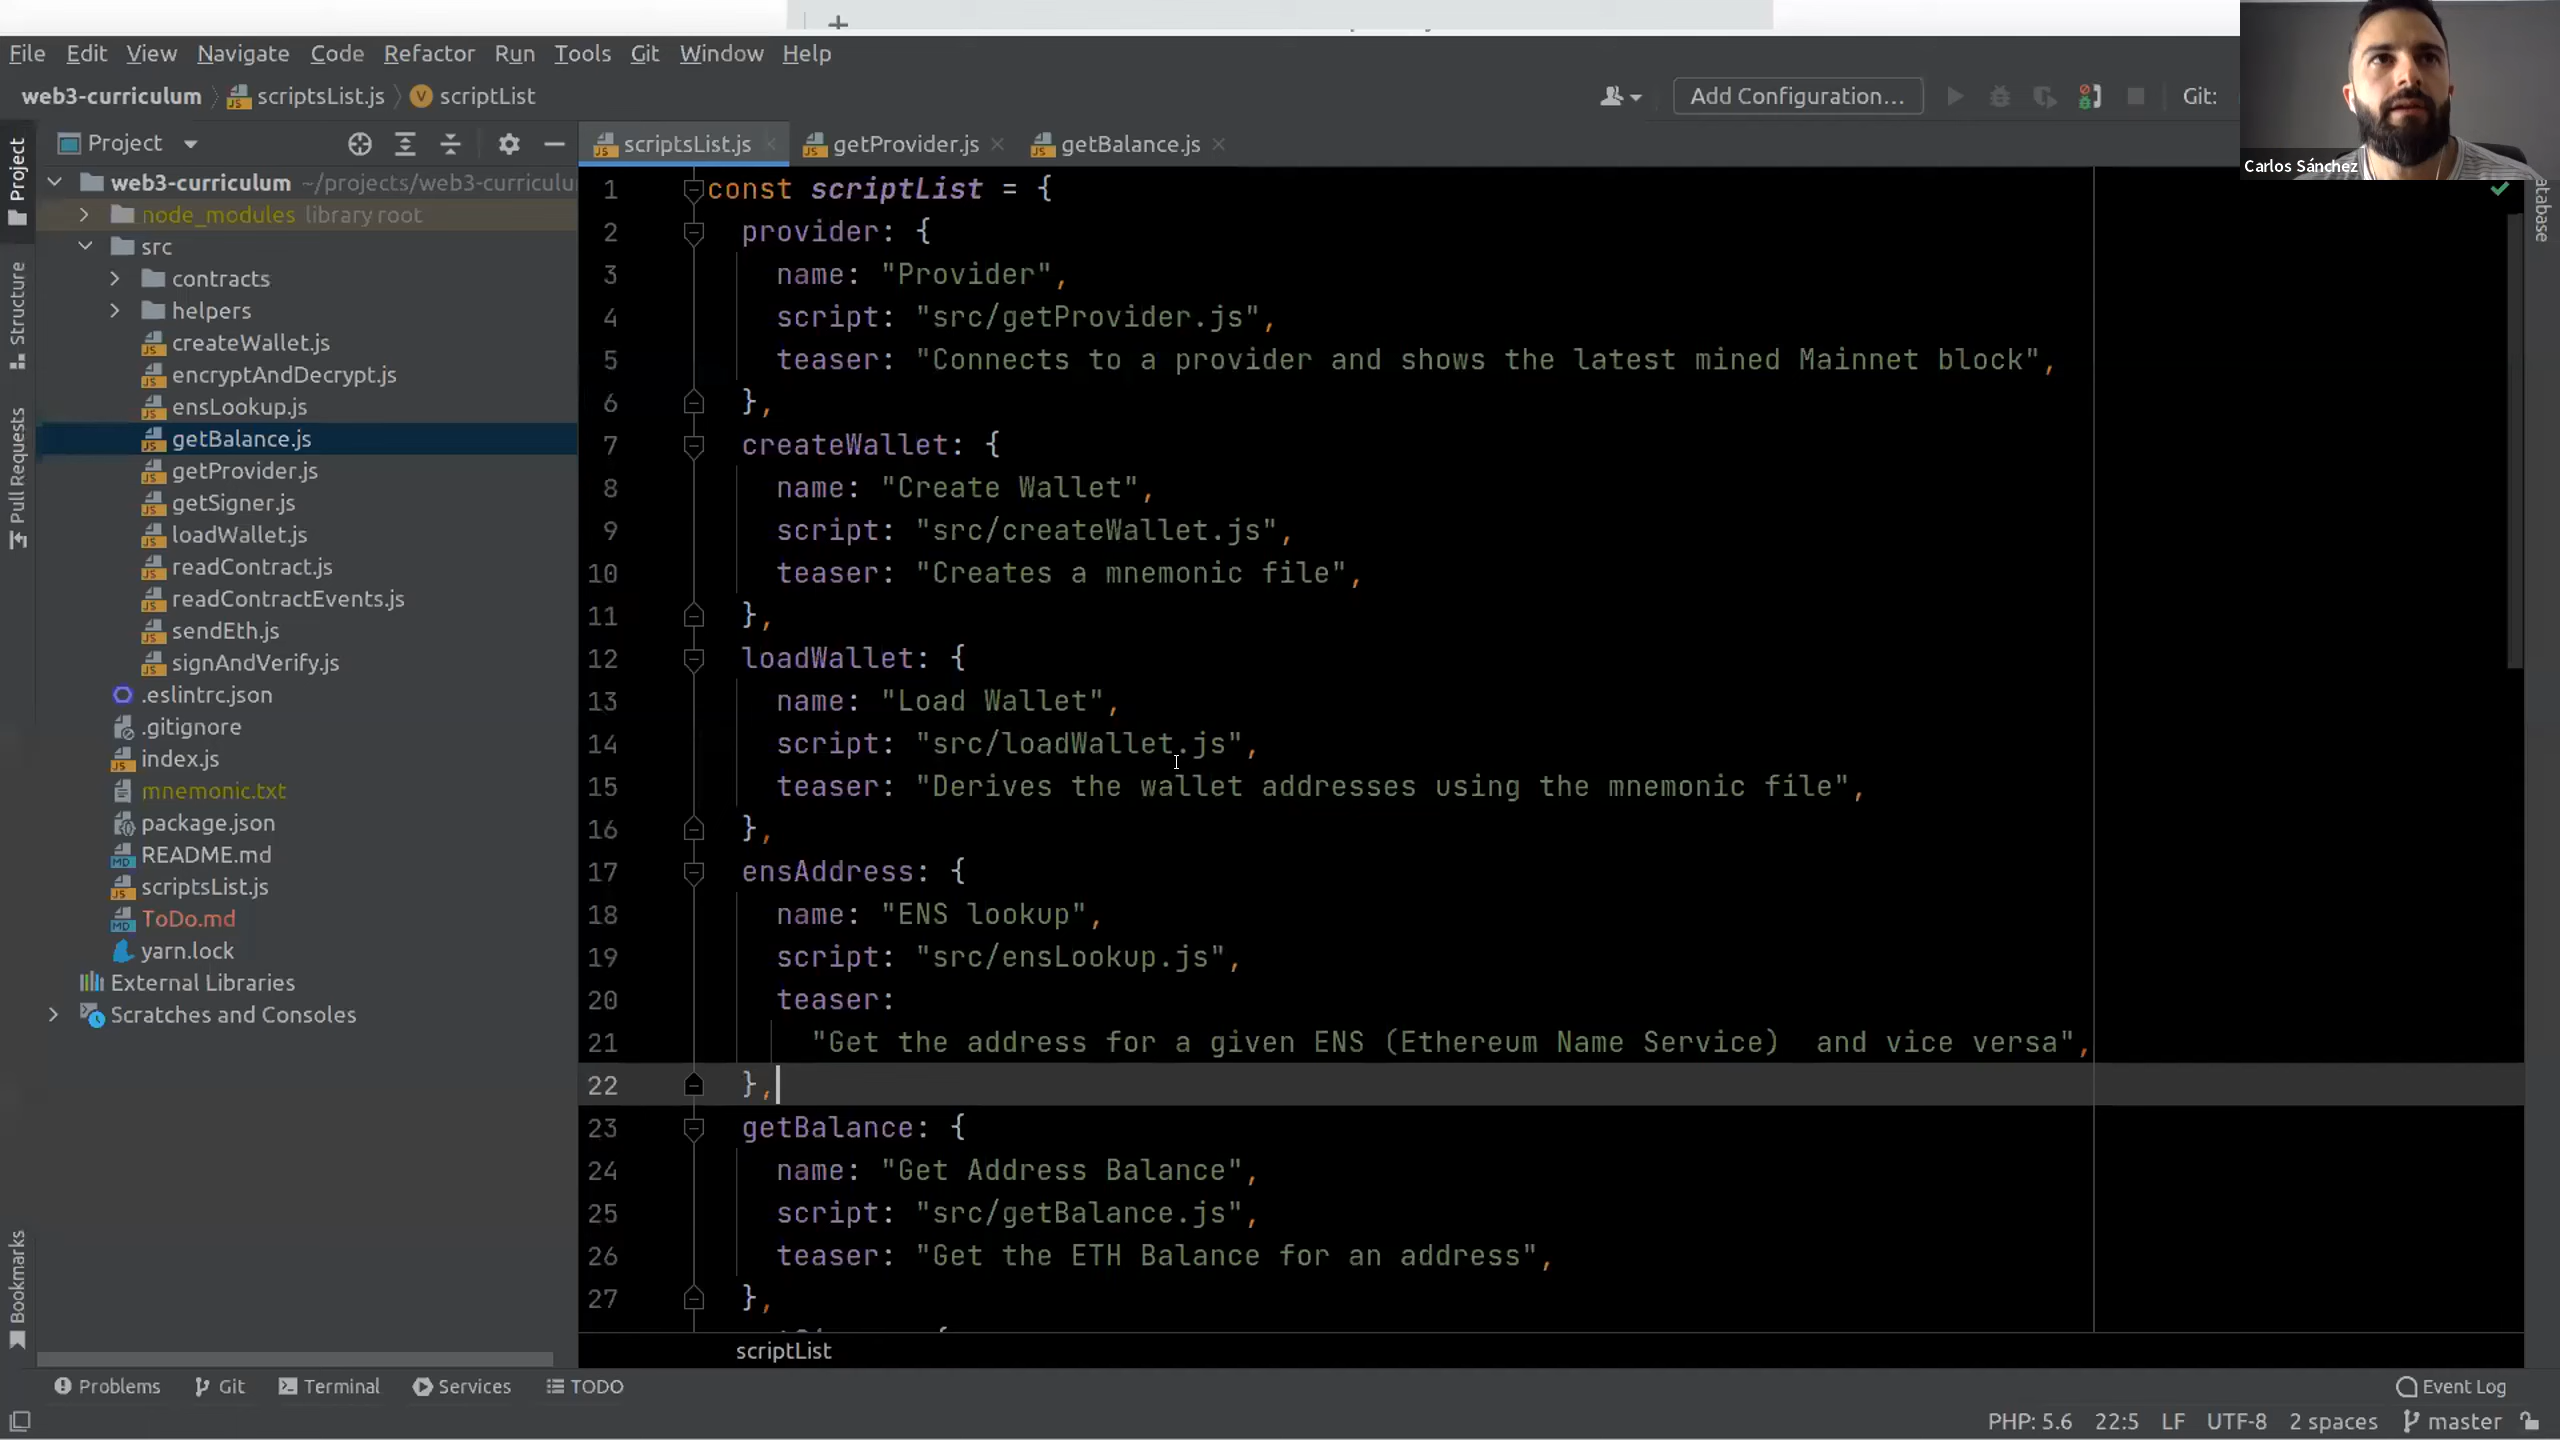 File Edit View Navigate Code Refactor Run Tools Git Window Help
web3-curriculum scriptsList.js scriptList
Add Configuration...
Git:
Carlos Sánchez
Project
scriptsList.js
getProvider.js
getBalance.js
Project
Structure
Pull Requests
Bookmarks
web3-curriculum ~/projects/web3-curriculu
node_modules library root
src
contracts
helpers
createWallet.js
encryptAndDecrypt.js
ensLookup.js
getBalance.js
getProvider.js
getSigner.js
loadWallet.js
readContract.js
readContractEvents.js
sendEth.js
signAndVerify.js
.eslintrc.json
.gitignore
index.js
mnemonic.txt
package.json
README.md
scriptsList.js
ToDo.md
yarn.lock
External Libraries
Scratches and Consoles
1 const scriptList = {
2 provider: {
3 name: "Provider",
4 script: "src/getProvider.js",
5 teaser: "Connects to a provider and shows the latest mined Mainnet block",
6 },
7 createWallet: {
8 name: "Create Wallet",
9 script: "src/createWallet.js",
10 teaser: "Creates a mnemonic file",
11 },
12 loadWallet: {
13 name: "Load Wallet",
14 script: "src/loadWallet.js",
15 teaser: "Derives the wallet addresses using the mnemonic file",
16 },
17 ensAddress: {
18 name: "ENS lookup",
19 script: "src/ensLookup.js",
20 teaser:
21 "Get the address for a given ENS (Ethereum Name Service)  and vice versa",
22 },
23 getBalance: {
24 name: "Get Address Balance",
25 script: "src/getBalance.js",
26 teaser: "Get the ETH Balance for an address",
27 },
scriptList
atabase
Problems Git Terminal Services TODO
Event Log
PHP: 5.6 22:5 LF UTF-8 2 spaces master